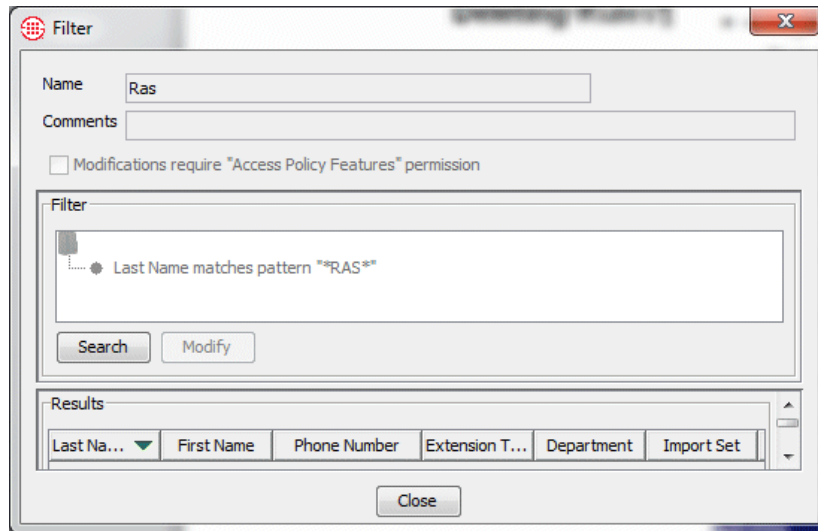 Filter
Name Ras
Comments
Modifications require "Access Policy Features" permission
Filter
Last Name matches pattern "*RAS*"
Search Modify
Results
Last Na... First Name Phone Number Extension T... Department Import Set
Close